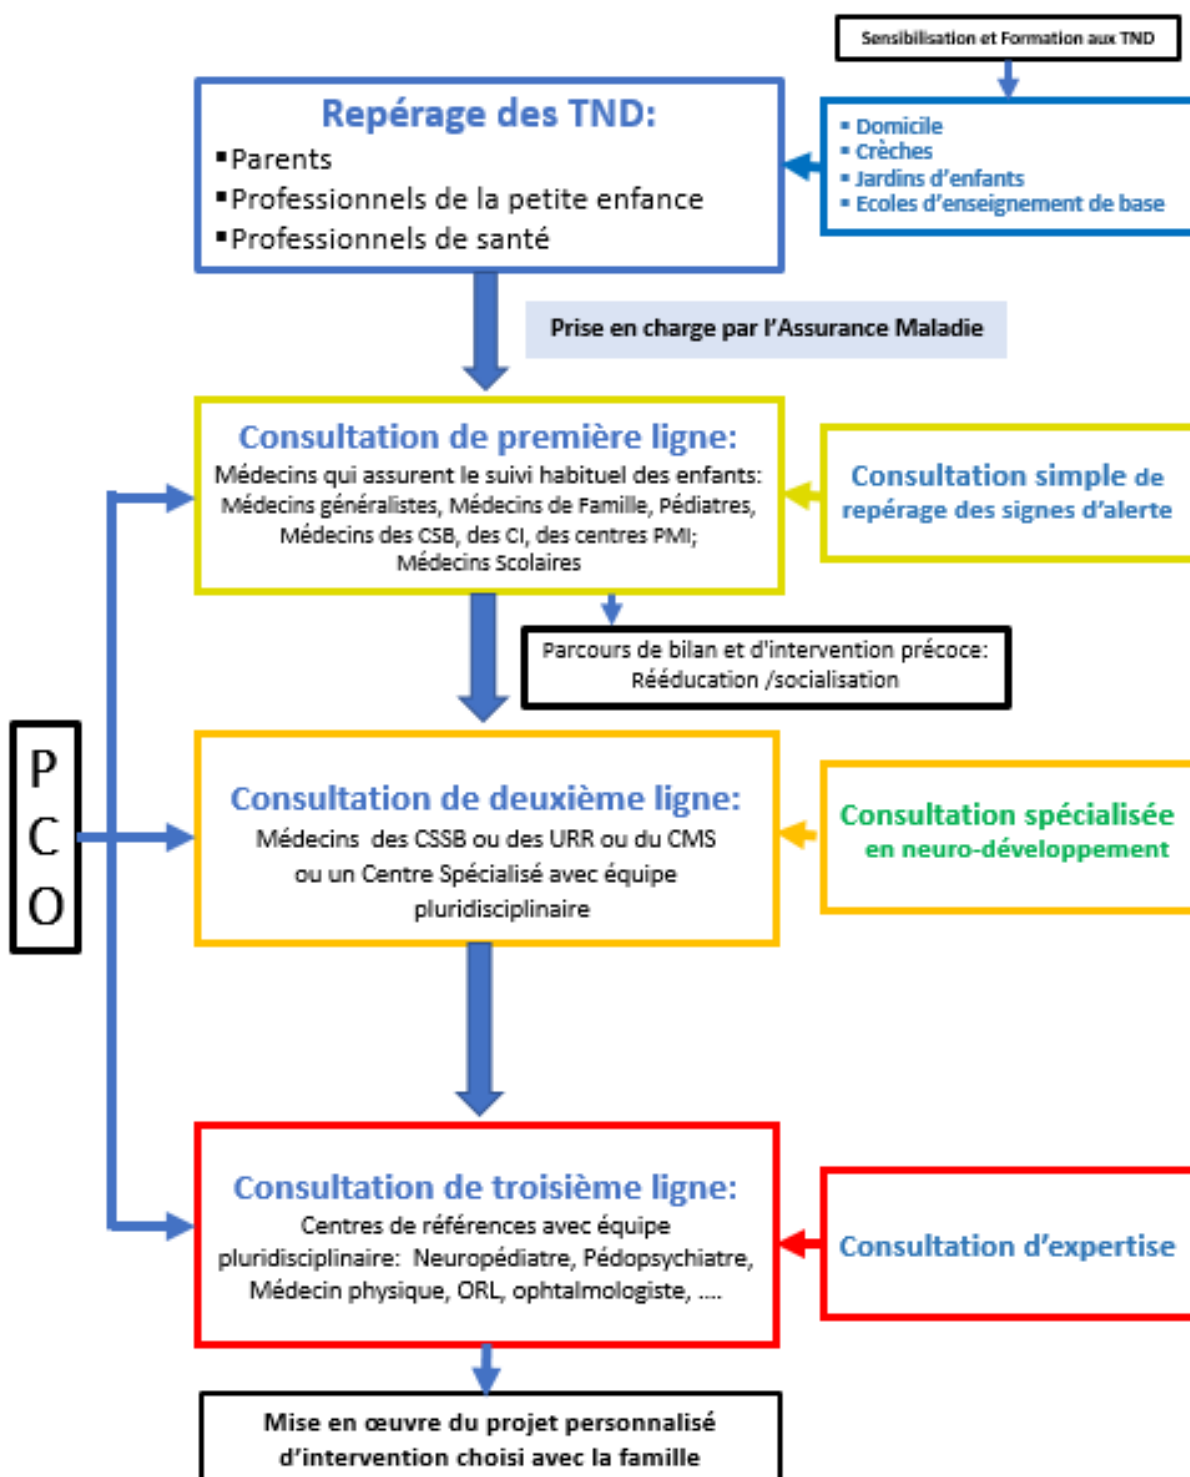 Sensibilisation et Formation aux TND
Repérage des TND:
▪Parents
▪Professionnels de la petite enfance
▪Professionnels de santé
▪ Domicile
▪ Crèches
▪ Jardins d'enfants
▪ Ecoles d'enseignement de base
Prise en charge par l'Assurance Maladie
Consultation de première ligne:
Médecins qui assurent le suivi habituel des enfants:
Médecins généralistes, Médecins de Famille, Pédiatres,
Médecins des CSB, des CI, des centres PMI;
Médecins Scolaires
Consultation simple de
repérage des signes d'alerte
Parcours de bilan et d'intervention précoce:
Rééducation /socialisation
P
C
O
Consultation de deuxième ligne:
Médecins des CSSB ou des URR ou du CMS
ou un Centre Spécialisé avec équipe
pluridisciplinaire
Consultation spécialisée
en neuro-développement
Consultation de troisième ligne:
Centres de références avec équipe
pluridisciplinaire: Neuropédiatre, Pédopsychiatre,
Médecin physique, ORL, ophtalmologiste, ....
Consultation d'expertise
Mise en œuvre du projet personnalisé
d'intervention choisi avec la famille